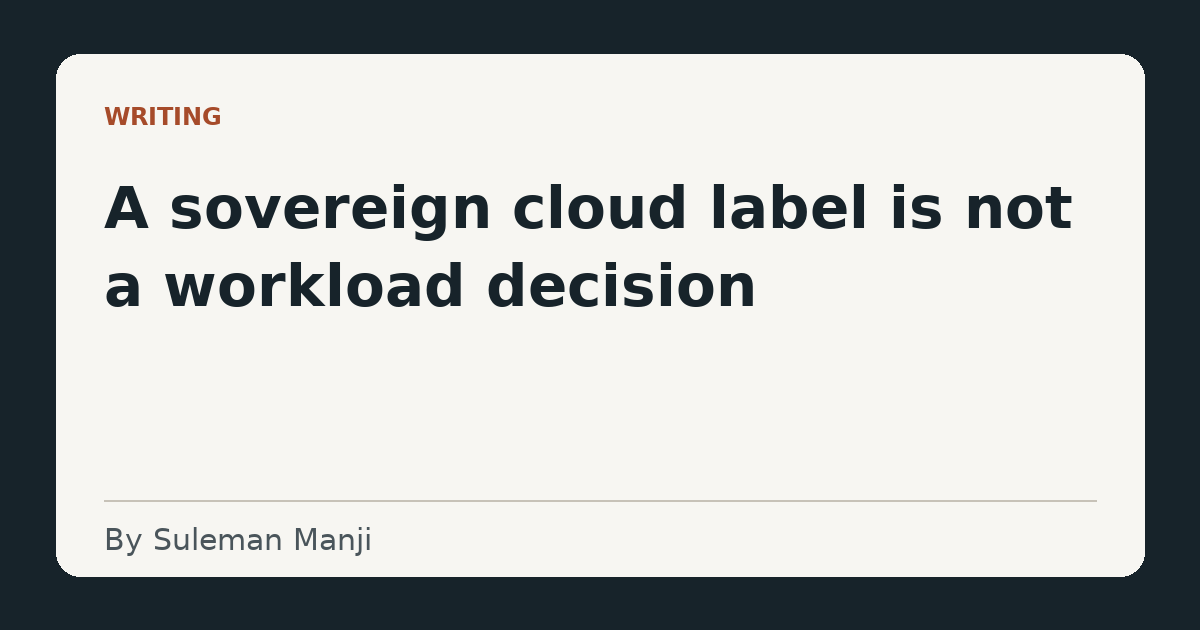 WRITING
A sovereign cloud label is not
a workload decision
By Suleman Manji